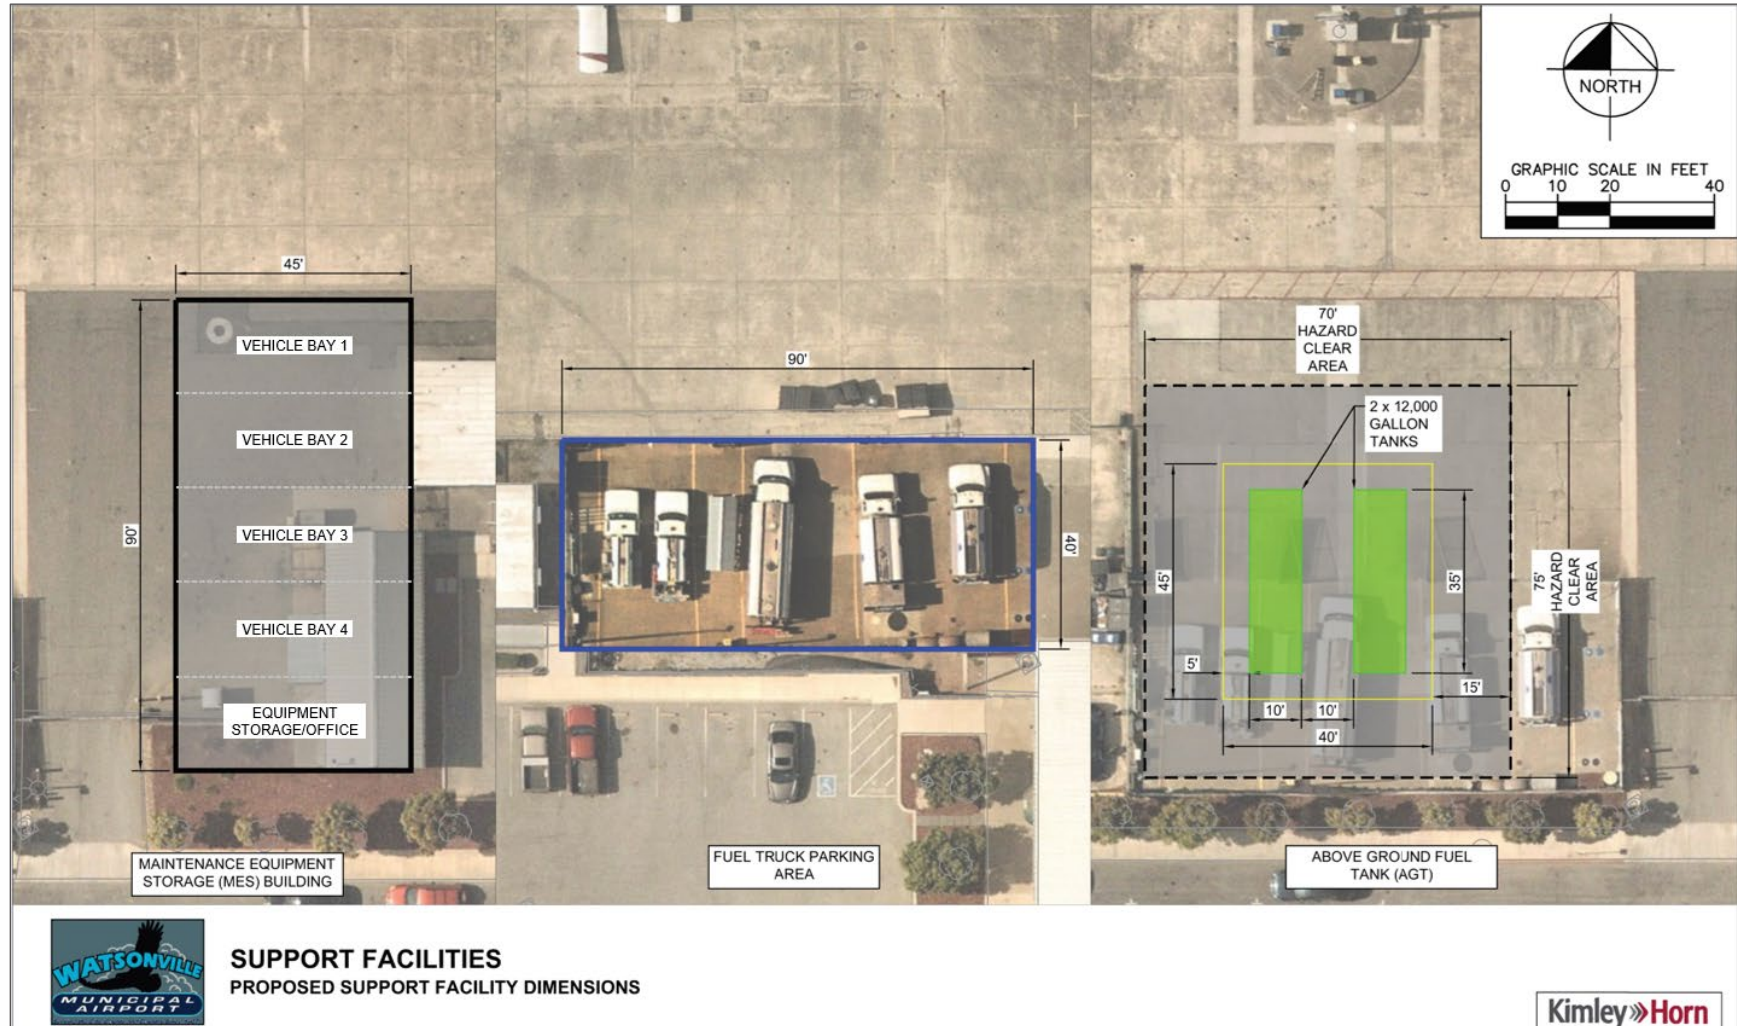 NORTH
GRAPHIC SCALE IN FEET
0 10 20 40
45'
90'
VEHICLE BAY 1
VEHICLE BAY 2
VEHICLE BAY 3
VEHICLE BAY 4
EQUIPMENT
STORAGE/OFFICE
MAINTENANCE EQUIPMENT
STORAGE (MES) BUILDING
90'
40'
FUEL TRUCK PARKING
AREA
70'
HAZARD
CLEAR
AREA
2 x 12,000
GALLON
TANKS
45'
35'
75'
HAZARD
CLEAR
AREA
5'
15'
10'
10'
40'
ABOVE GROUND FUEL
TANK (AGT)
WATSONVILLE
MUNICIPAL
AIRPORT
SUPPORT FACILITIES
PROPOSED SUPPORT FACILITY DIMENSIONS
Kimley»Horn